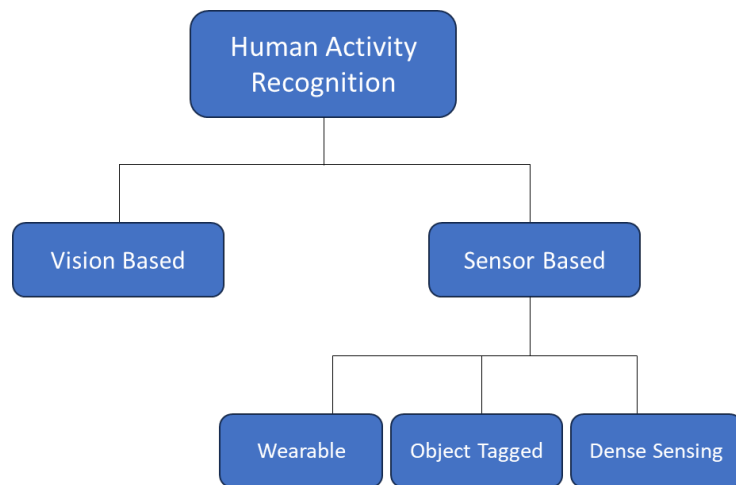 Human Activity
Recognition
Vision Based
Sensor Based
Wearable
Object Tagged
Dense Sensing